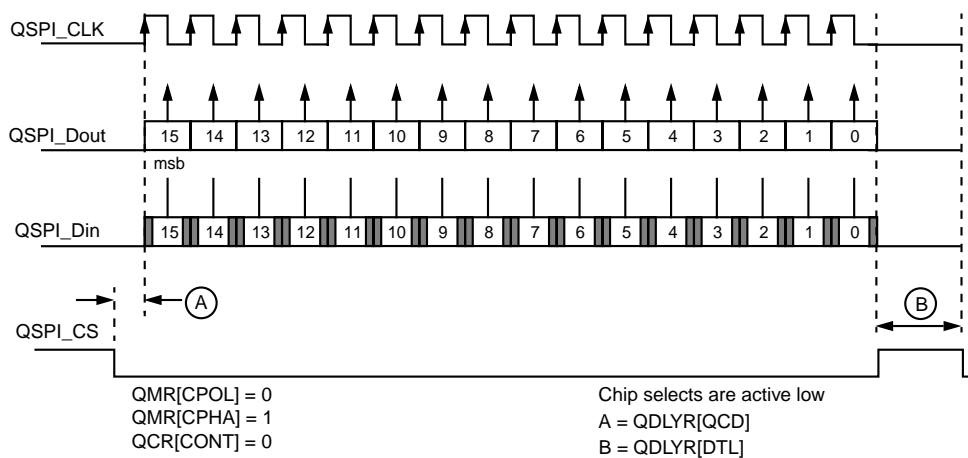 QSPI_CLK
QSPI_Dout
15 14 13 12 11 10 9 8 7 6 5 4 3 2 1 0
msb
QSPI_Din
15 14 13 12 11 10 9 8 7 6 5 4 3 2 1 0
A
B
QSPI_CS
QMR[CPOL] = 0
QMR[CPHA] = 1
QCR[CONT] = 0
Chip selects are active low
A = QDLYR[QCD]
B = QDLYR[DTL]